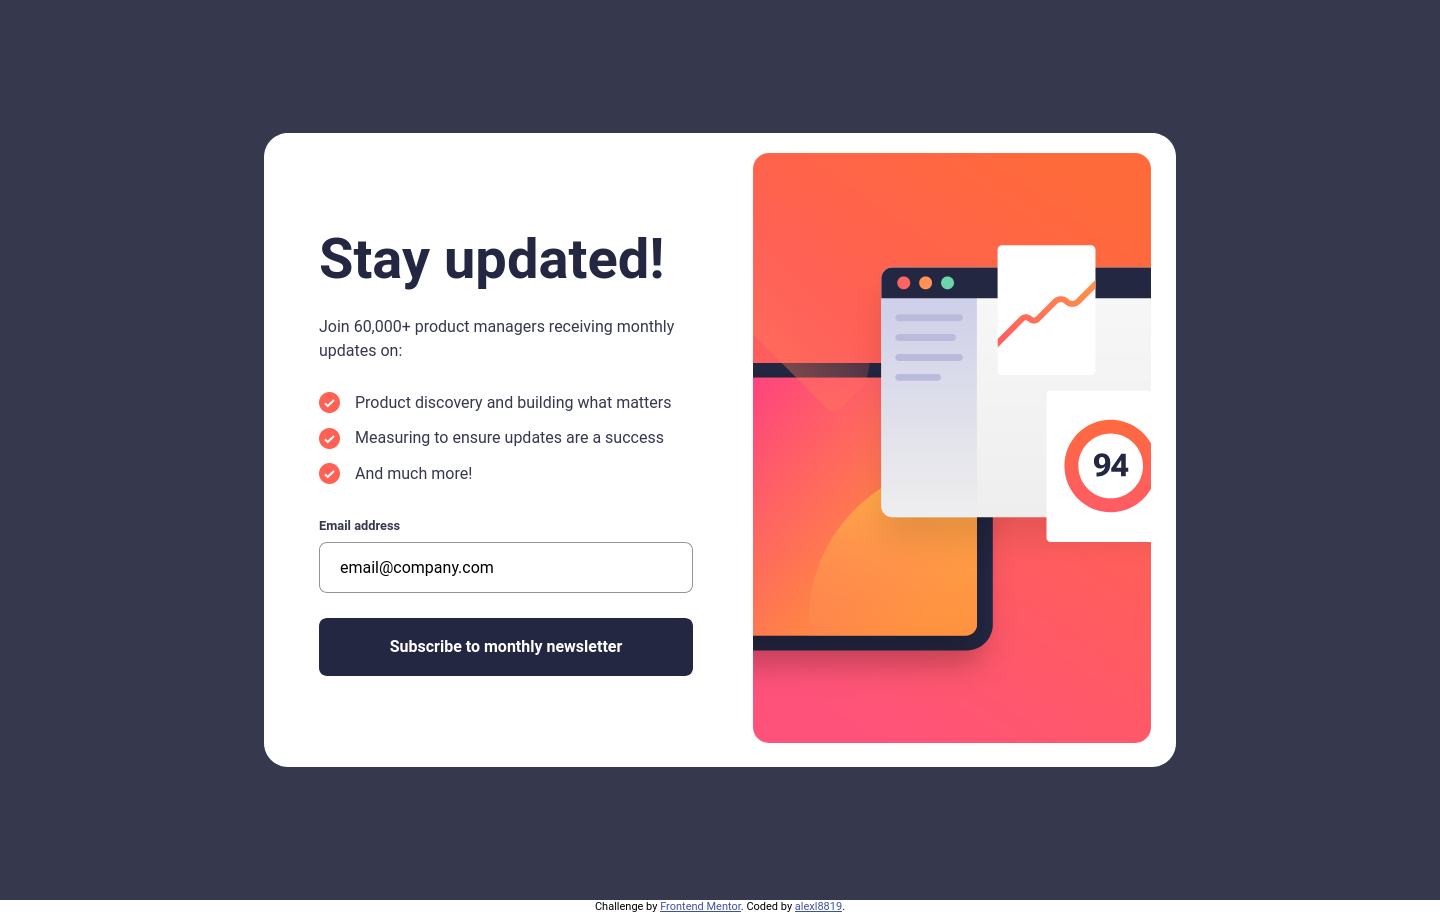 Stay updated!
Join 60,000+ product managers receiving monthly
updates on:
Product discovery and building what matters
Measuring to ensure updates are a success
And much more!
Email address
email@company.com
Subscribe to monthly newsletter
94
Challenge by Frontend Mentor. Coded by alexl8819.